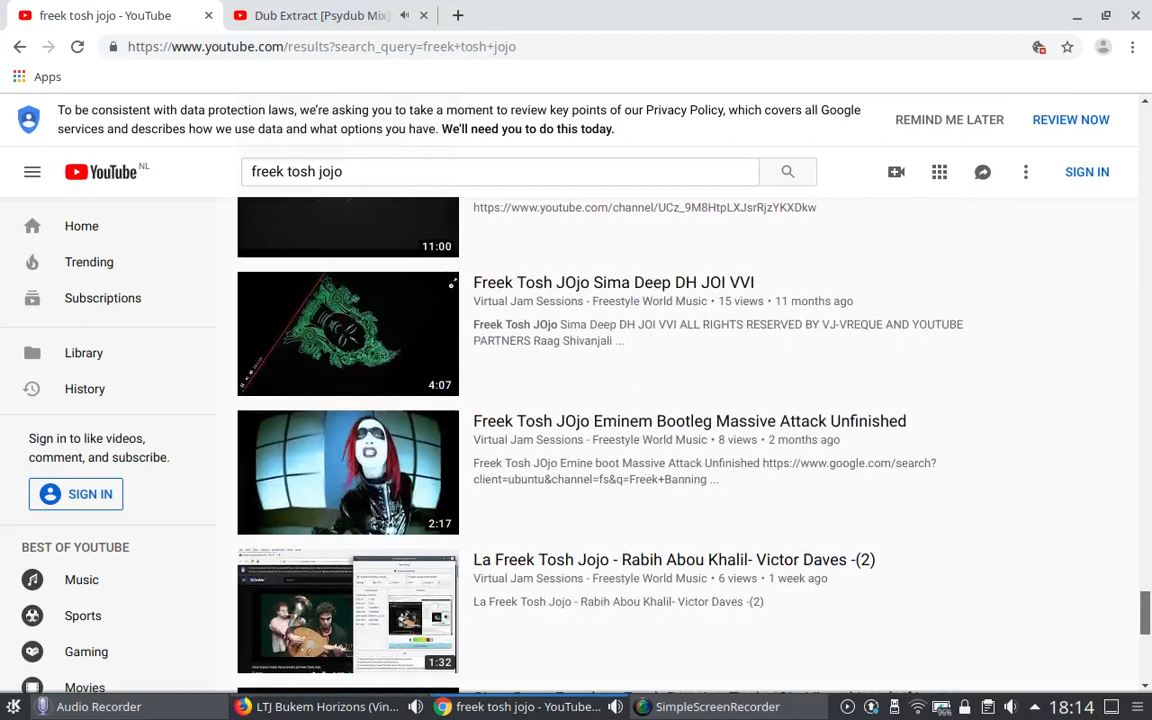 freek tosh jojo - YouTube
Dub Extract [Psydub Mix]
https://www.youtube.com/results?search_query=freek+tosh+jojo
Apps
To be consistent with data protection laws, we're asking you to take a moment to review key points of our Privacy Policy, which covers all Google
services and describes how we use data and what options you have. We'll need you to do this today.
REMIND ME LATER
REVIEW NOW
YouTube NL
freek tosh jojo
SIGN IN
Home
Trending
Subscriptions
Library
History
Sign in to like videos,
comment, and subscribe.
SIGN IN
BEST OF YOUTUBE
Music
Sports
Gaming
Movies
https://www.youtube.com/channel/UCz_9M8HtpLXJsrRjzYKXDkw
11:00
Freek Tosh JOjo Sima Deep DH JOI VVI
Virtual Jam Sessions - Freestyle World Music • 15 views • 11 months ago
Freek Tosh JOjo Sima Deep DH JOI VVI ALL RIGHTS RESERVED BY VJ-VREQUE AND YOUTUBE
PARTNERS Raag Shivanjali ...
4:07
Freek Tosh JOjo Eminem Bootleg Massive Attack Unfinished
Virtual Jam Sessions - Freestyle World Music • 8 views • 2 months ago
Freek Tosh JOjo Emine boot Massive Attack Unfinished https://www.google.com/search?
client=ubuntu&channel=fs&q=Freek+Banning ...
2:17
La Freek Tosh Jojo - Rabih Abou Khalil- Victor Daves -(2)
Virtual Jam Sessions - Freestyle World Music • 6 views • 1 week ago
La Freek Tosh Jojo - Rabih Abou Khalil- Victor Daves -(2)
1:32
Audio Recorder
LTJ Bukem Horizons (Vin...
freek tosh jojo - YouTube...
SimpleScreenRecorder
96%
18:14